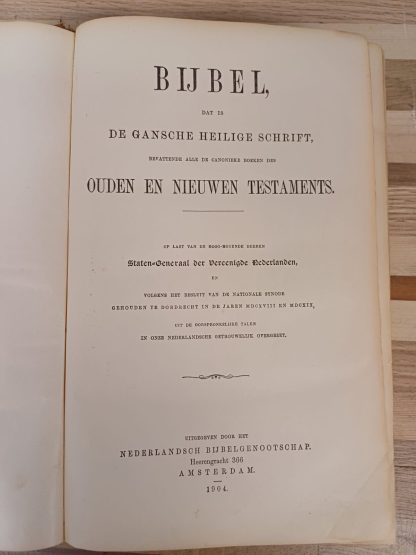 BIJBEL,
DAT IS
DE GANSCHE HEILIGE SCHRIFT,
BEVATTENDE ALLE DE CANONIEKE BOEKEN DES
OUDEN EN NIEUWEN TESTAMENTS.
OP LAST VAN DE HOOG-MOGENDE HEEREN
Staten-Generaal der Vereenigde Nederlanden,
EN
VOLGENS HET BESLUIT VAN DE NATIONALE SYNODE
GEHOUDEN TE DORDRECHT IN DE JAREN MDCXVIII EN MDCXIX,
UIT DE OORSPRONKELIJKE TALEN
IN ONZE NEDERLANDSCHE GETROUWELIJK OVERGEZET.
UITGEGEVEN DOOR HET
NEDERLANDSCH BIJBELGENOOTSCHAP.
Heerengracht 366
AMSTERDAM.
1904.